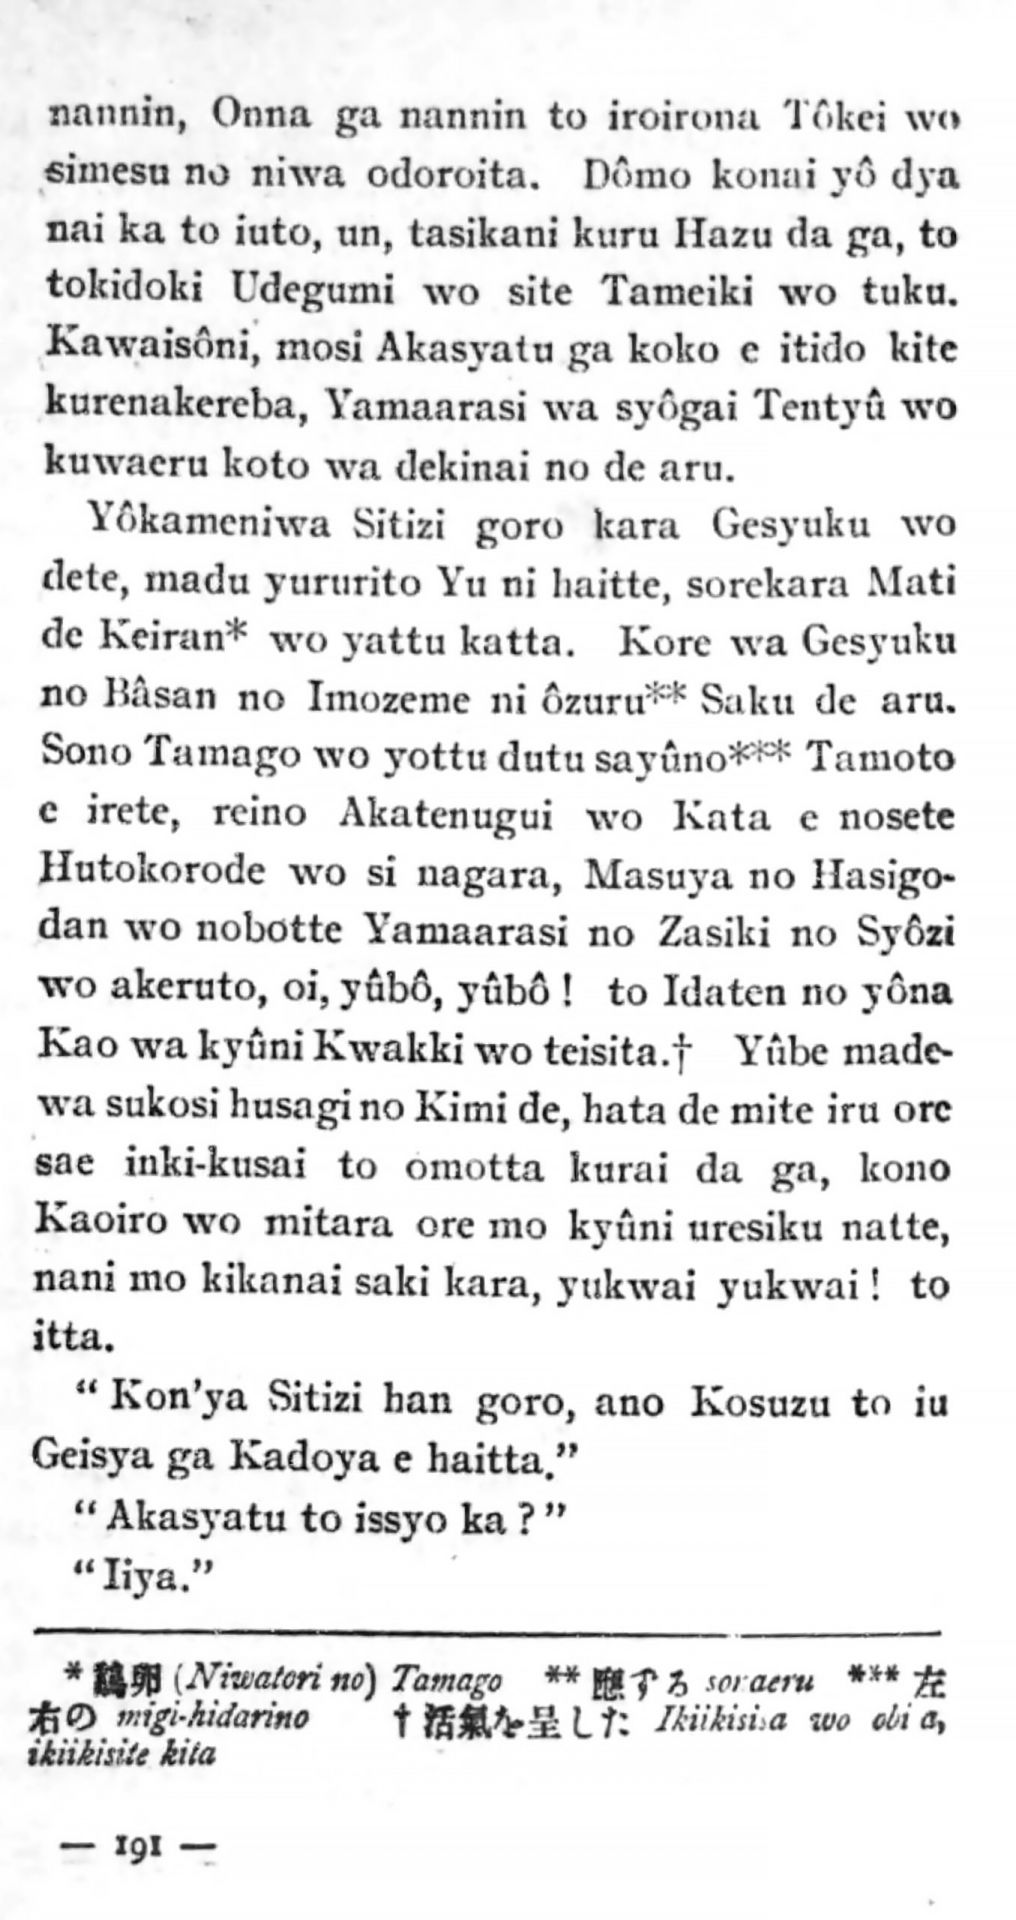 nannin, Onna ga nannin to iroirona Tôkei wo
simesu no niwa odoroita. Dômo konai yô dya
nai ka to iuto, un, tasikani kuru Hazu da ga, to
tokidoki Udegumi wo site Tameiki wo tuku.
Kawaisôni, mosi Akasyatu ga koko e itido kite
kurenakereba, Yamaarasi wa syôgai Tentyû wo
kuwaeru koto wa dekinai no de aru.
Yôkameniwa Sitizi goro kara Gesyuku wo
dete, madu yururito Yu ni haitte, sorekara Mati
de Keiran* wo yattu katta. Kore wa Gesyuku
no Bâsan no Imozeme ni ôzuru** Saku de aru.
Sono Tamago wo yottu dutu sayûno*** Tamoto
e irete, reino Akatenugui wo Kata e nosete
Hutokorode wo si nagara, Masuya no Hasigo-
dan wo nobotte Yamaarasi no Zasiki no Syôzi
wo akeruto, oi, yûbô, yûbô! to Idaten no yôna
Kao wa kyûni Kwakki wo teisita.† Yûbe made-
wa sukosi husagi no Kimi de, hata de mite iru ore
sae inki-kusai to omotta kurai da ga, kono
Kaoiro wo mitara ore mo kyûni uresiku natte,
nani mo kikanai saki kara, yukwai yukwai! to
itta.
“Kon’ya Sitizi han goro, ano Kosuzu to iu
Geisya ga Kadoya e haitta.”
“Akasyatu to issyo ka?”
“Iiya.”
* 鷄卵 (Niwatori no) Tamago ** 應する soraeru *** 左
右の migi-hidarino † 活氣を呈した Ikiikisisa wo obita,
ikiikisite kita
— 191 —